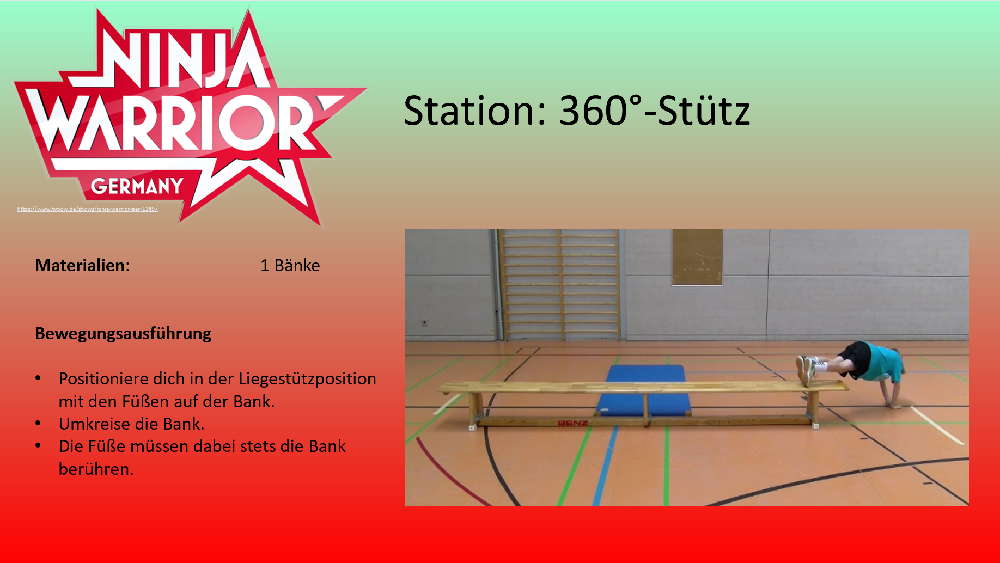 NINJA
WARRIOR
GERMANY
https://www.tvnow.de/shows/ninja-warrior-ger-11497
Station: 360°-Stütz
Materialien: 1 Bänke
Bewegungsausführung
• Positioniere dich in der Liegestützposition
mit den Füßen auf der Bank.
• Umkreise die Bank.
• Die Füße müssen dabei stets die Bank
berühren.
BENZ